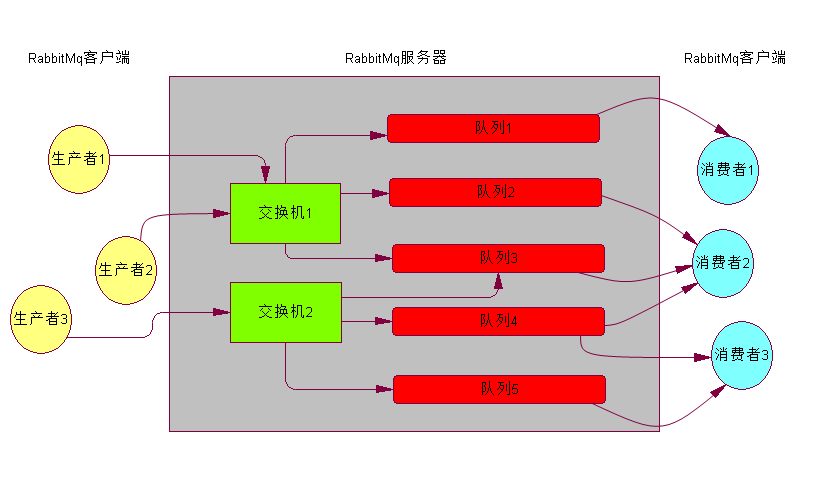 RabbitMq客户端
RabbitMq服务器
RabbitMq客户端
生产者1
生产者2
生产者3
交换机1
交换机2
队列1
队列2
队列3
队列4
队列5
消费者1
消费者2
消费者3